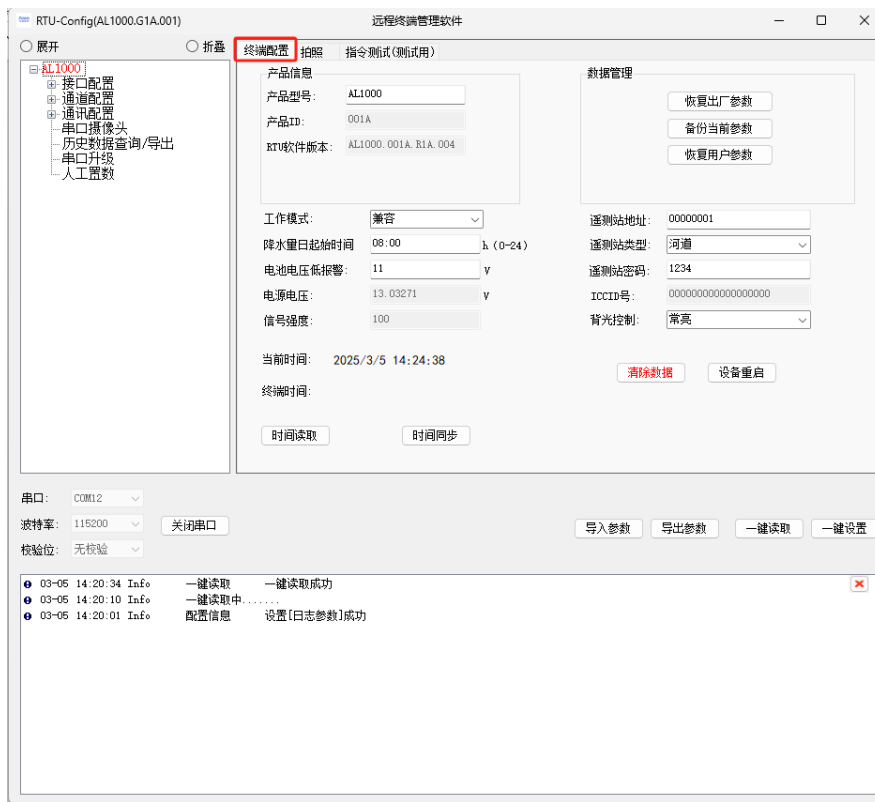 RTU-Config(AL1000.G1A.001) 远程终端管理软件
展开 折叠
终端配置 拍照 指令测试(测试用)
AL1000
接口配置
通道配置
通讯配置
串口摄像头
历史数据查询/导出
串口升级
人工置数
产品信息
产品型号: AL1000
产品ID: 001A
RTU软件版本: AL1000.001A.R1A.004
数据管理
恢复出厂参数
备份当前参数
恢复用户参数
工作模式: 兼容
降水量日起始时间 08:00 h (0-24)
电池电压低报警: 11 V
电源电压: 13.03271 V
信号强度: 100
遥测站地址: 00000001
遥测站类型: 河道
遥测站密码: 1234
ICCID号: 000000000000000000
背光控制: 常亮
当前时间: 2025/3/5 14:24:38
终端时间:
清除数据 设备重启
时间读取 时间同步
串口: COM12
波特率: 115200 关闭串口
校验位: 无校验
导入参数 导出参数 一键读取 一键设置
03-05 14:20:34 Info 一键读取 一键读取成功
03-05 14:20:10 Info 一键读取中.......
03-05 14:20:01 Info 配置信息 设置[日志参数]成功